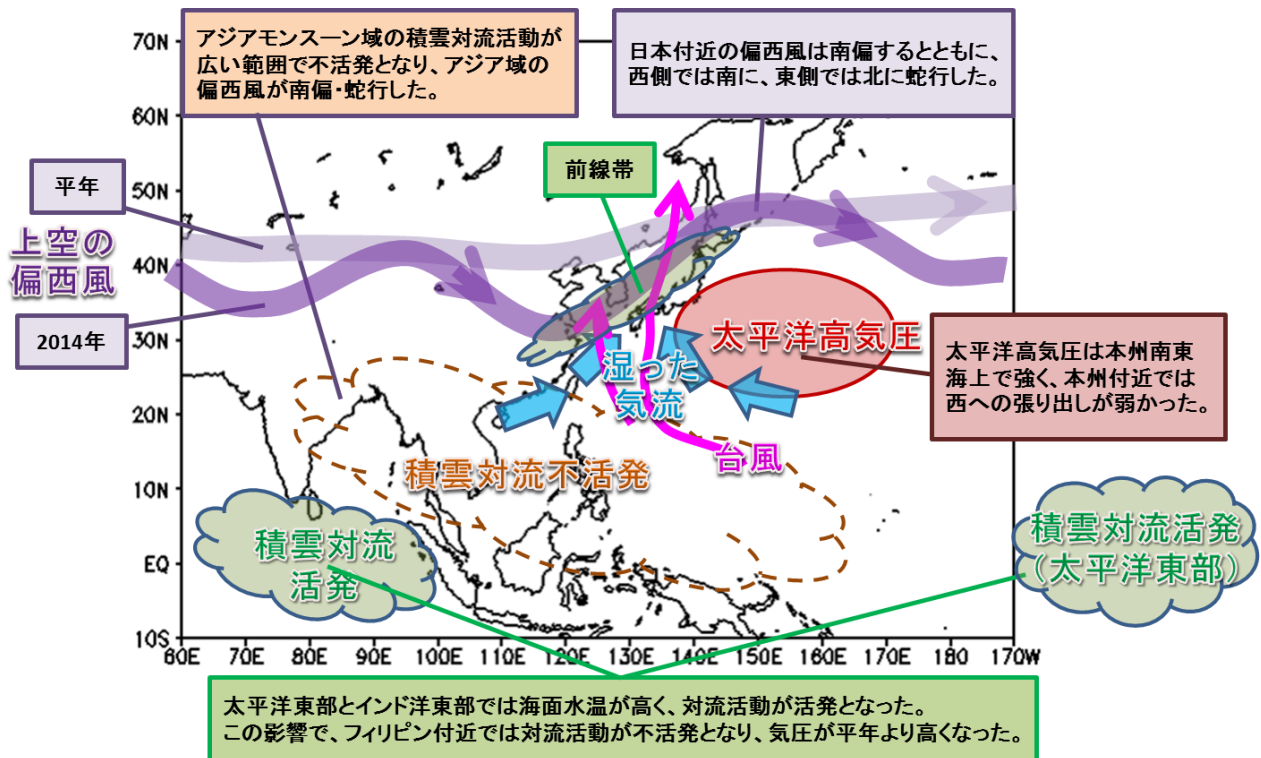 アジアモンスーン域の積雲対流活動が
広い範囲で不活発となり、アジア域の
偏西風が南偏・蛇行した。
日本付近の偏西風は南偏するとともに、
西側では南に、東側では北に蛇行した。
前線帯
平年
上空の
偏西風
2014年
太平洋高気圧
太平洋高気圧は本州南東
海上で強く、本州付近では
西への張り出しが弱かった。
湿った
気流
台風
積雲対流不活発
積雲対流
活発
積雲対流活発
（太平洋東部）
70N
60N
50N
40N
30N
20N
10N
EQ
10S
60E 70E 80E 90E 100E 110E 120E 130E 140E 150E 160E 170E 180 170W
太平洋東部とインド洋東部では海面水温が高く、対流活動が活発となった。
この影響で、フィリピン付近では対流活動が不活発となり、気圧が平年より高くなった。